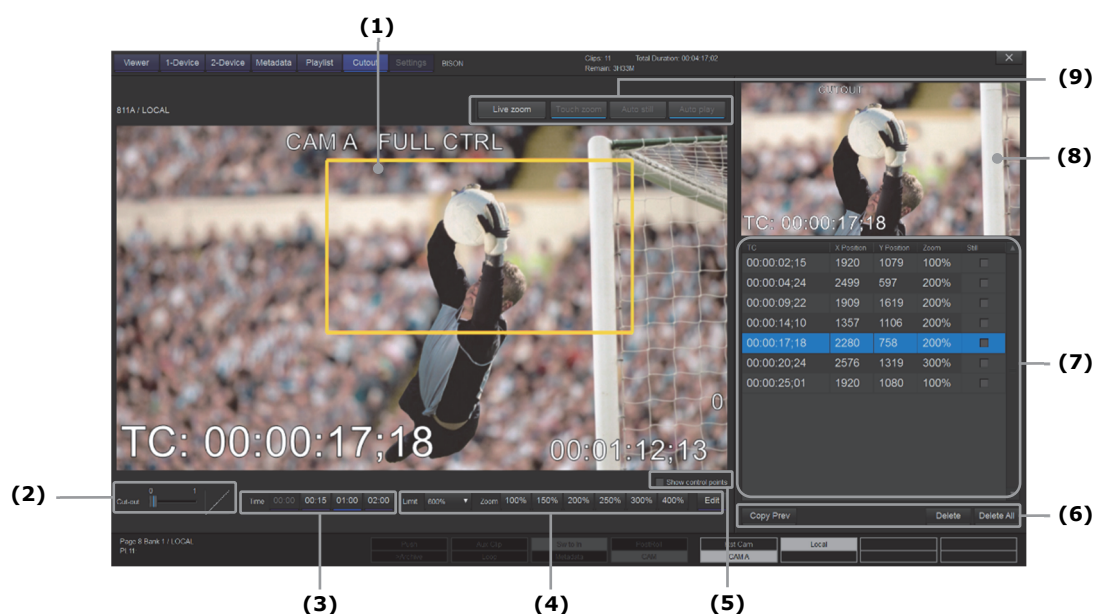 (1)
Viewer 1-Device 2-Device Metadata Playlist Cutout Settings BISON
Clips: 11 Total Duration: 00:04:17;02
Remain: 3H33M
(9)
811A / LOCAL
Live zoom Touch zoom Auto still Auto play
CUTOUT
CAM A FULL CTRL
(8)
TC: 00:00:17;18
TC X Position Y Position Zoom Still
00:00:02;15 1920 1079 100%
00:00:04;24 2499 597 200%
00:00:09;22 1909 1619 200%
00:00:14;10 1357 1106 200%
00:00:17;18 2280 758 200%
00:00:20;24 2576 1319 300%
00:00:25;01 1920 1080 100%
(7)
TC: 00:00:17;18
00:01:12;13
Show control points
(2)
Cut-out 0 1
Time 00:00 00:15 01:00 02:00
Limit 600% Zoom 100% 150% 200% 250% 300% 400% Edit
Copy Prev Delete Delete All
(6)
Page 8 Bank 1 / LOCAL
PL 11
Aux Clip
Metadata CAM
Cam Local
CAM A
(3) (4) (5)